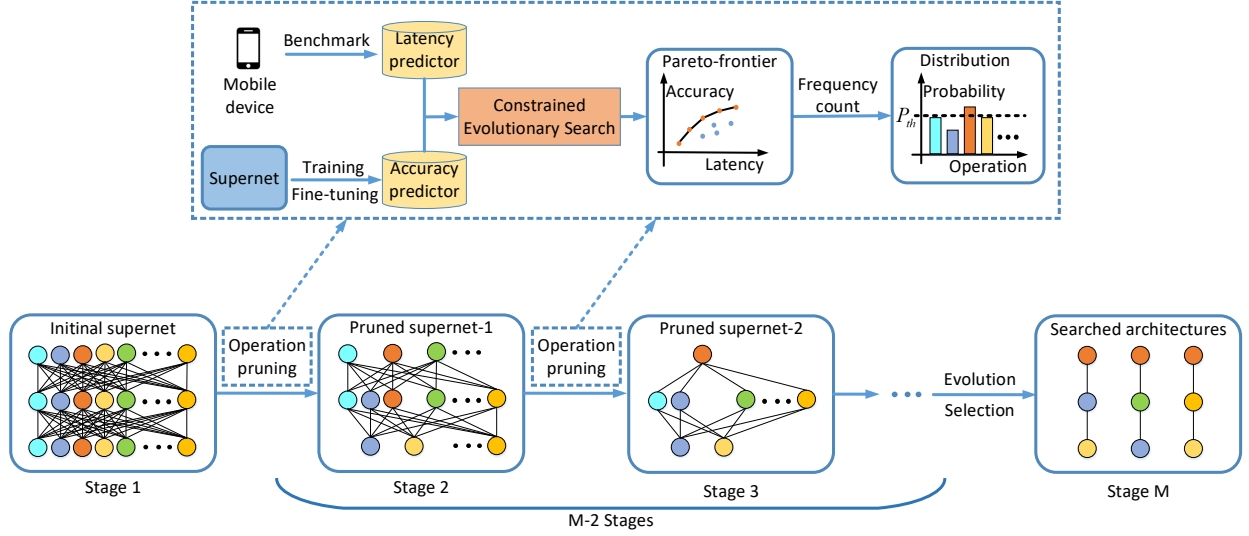 Benchmark
Mobile
device
Latency
predictor
Supernet
Training
Fine-tuning
Accuracy
predictor
Constrained
Evolutionary Search
Pareto-frontier
Accuracy
Latency
Frequency
count
Distribution
Probability
P_th
Operation
Initinal supernet
Operation
pruning
Pruned supernet-1
Operation
pruning
Pruned supernet-2
Evolution
Selection
Searched architectures
Stage 1
Stage 2
Stage 3
Stage M
M-2 Stages